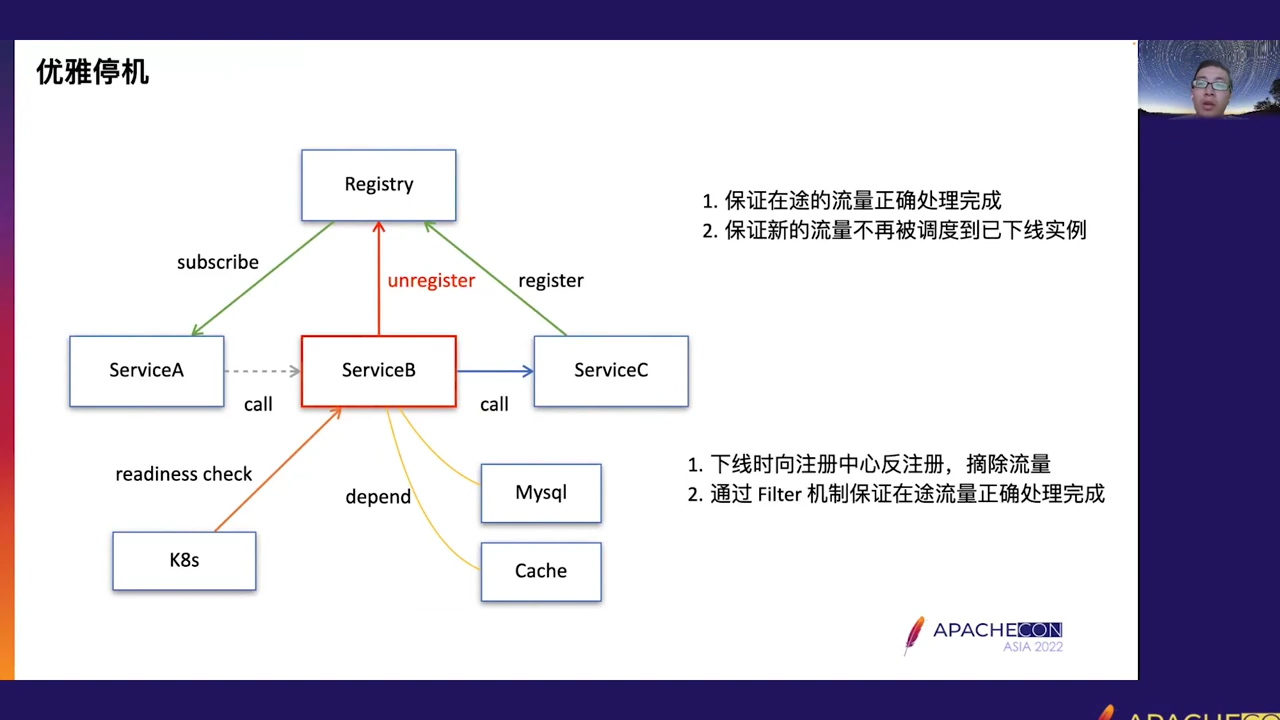 优雅停机
Registry
1. 保证在途的流量正确处理完成
2. 保证新的流量不再被调度到已下线实例
subscribe
unregister
register
ServiceA
ServiceB
ServiceC
call
call
readiness check
depend
Mysql
1. 下线时向注册中心反注册，摘除流量
2. 通过 Filter 机制保证在途流量正确处理完成
K8s
Cache
APACHECON
ASIA 2022
APACHECO